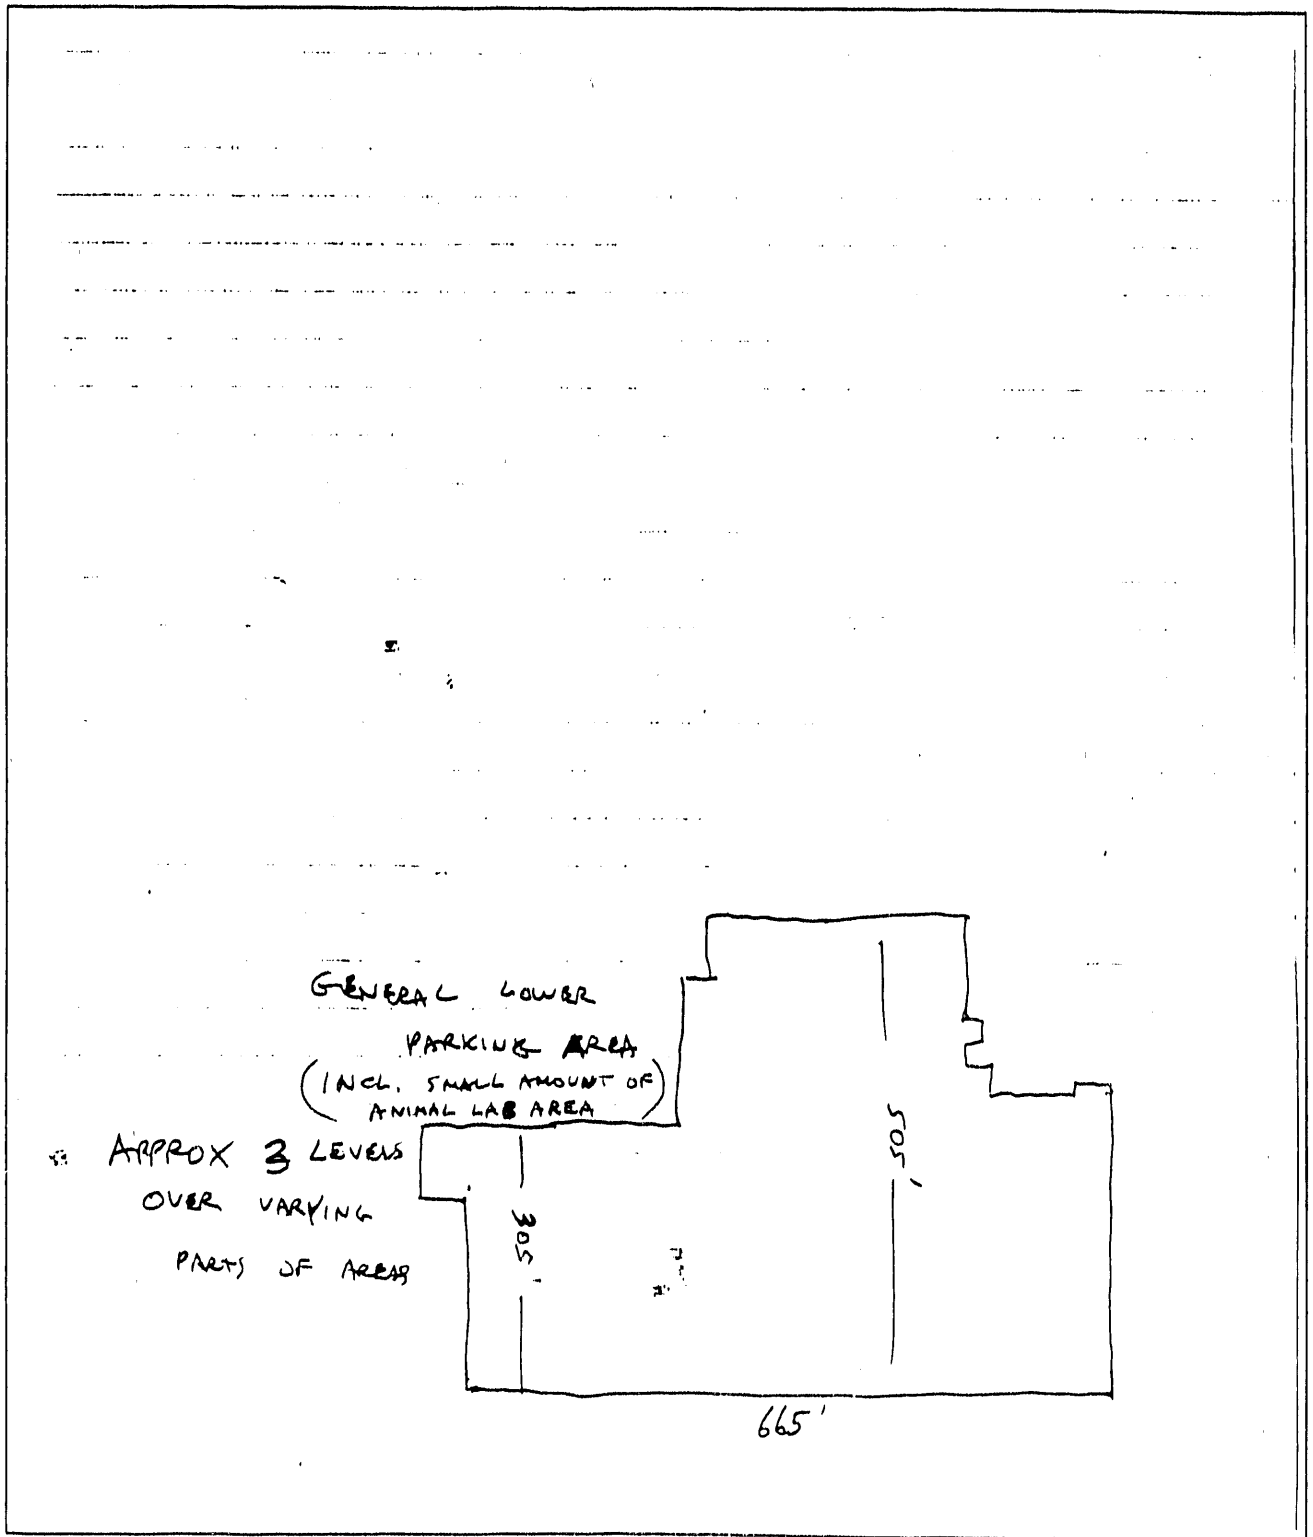 GENERAL LOWER
PARKING AREA
(INCL. SMALL AMOUNT OF
ANIMAL LAB AREA)
APPROX 3 LEVELS
OVER VARYING
PARTS OF AREAS
305'
505'
665'